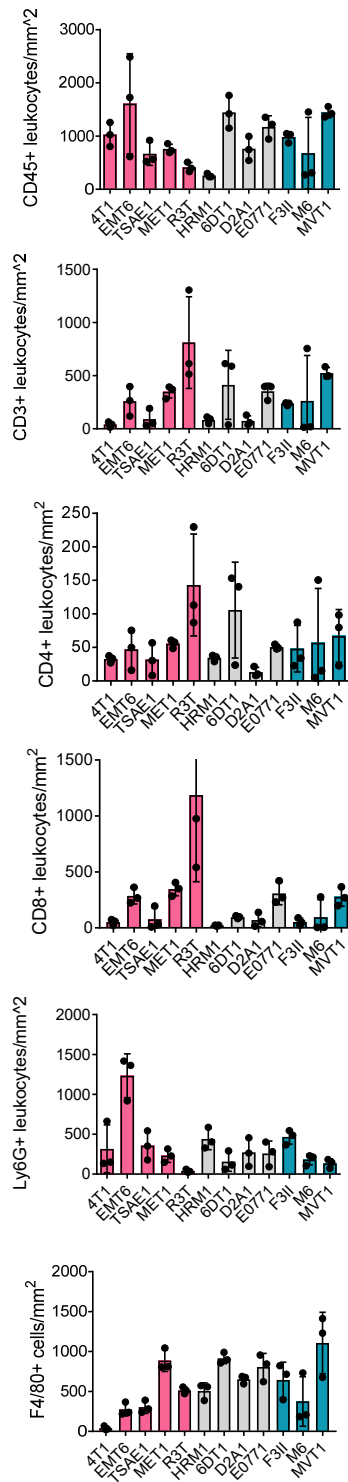 CD45+ leukocytes/mm^2
3000
2000
1000
0
4T1 EMT6 TSAE1 MET1 R3T HRM1 6DT1 D2A1 E0771 F3II M6 MVT1
CD3+ leukocytes/mm^2
1500
1000
500
0
4T1 EMT6 TSAE1 MET1 R3T HRM1 6DT1 D2A1 E0771 F3II M6 MVT1
CD4+ leukocytes/mm²
250
200
150
100
50
0
4T1 EMT6 TSAE1 MET1 R3T HRM1 6DT1 D2A1 E0771 F3II M6 MVT1
CD8+ leukocytes/mm²
1500
1000
500
0
4T1 EMT6 TSAE1 MET1 R3T HRM1 6DT1 D2A1 E0771 F3II M6 MVT1
Ly6G+ leukocytes/mm^2
2000
1500
1000
500
0
4T1 EMT6 TSAE1 MET1 R3T HRM1 6DT1 D2A1 E0771 F3II M6 MVT1
F4/80+ cells/mm²
2000
1500
1000
500
0
4T1 EMT6 TSAE1 MET1 R3T HRM1 6DT1 D2A1 E0771 F3II M6 MVT1